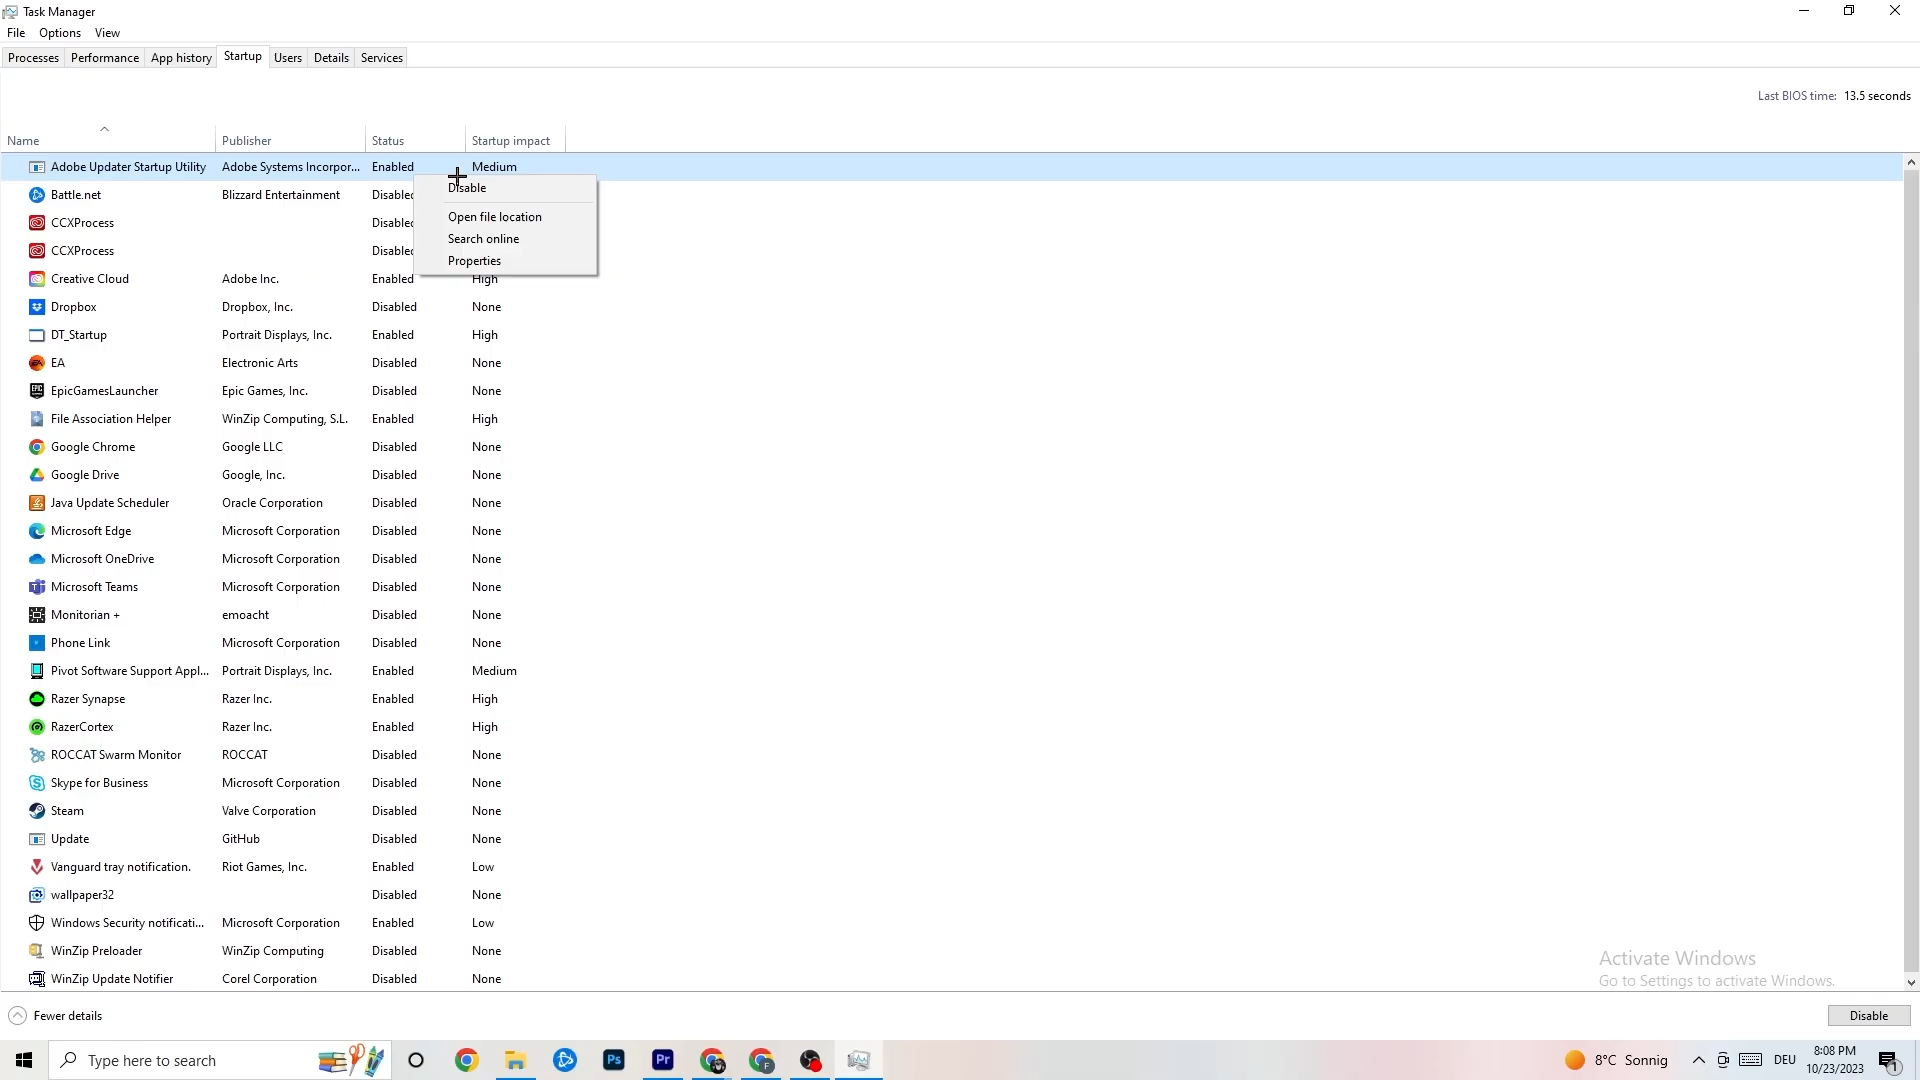 Task Manager
File Options View
Processes Performance App history Startup Users Details Services
Last BIOS time: 13.5 seconds
Name Publisher Status Startup impact
Adobe Updater Startup Utility Adobe Systems Incorpor... Enabled Medium
Disable
Battle.net Blizzard Entertainment Disabled
Open file location
CCXProcess Disabled
Search online
CCXProcess Disabled
Properties
Creative Cloud Adobe Inc. Enabled High
Dropbox Dropbox, Inc. Disabled None
DT_Startup Portrait Displays, Inc. Enabled High
EA Electronic Arts Disabled None
EpicGamesLauncher Epic Games, Inc. Disabled None
File Association Helper WinZip Computing, S.L. Enabled High
Google Chrome Google LLC Disabled None
Google Drive Google, Inc. Disabled None
Java Update Scheduler Oracle Corporation Disabled None
Microsoft Edge Microsoft Corporation Disabled None
Microsoft OneDrive Microsoft Corporation Disabled None
Microsoft Teams Microsoft Corporation Disabled None
Monitorian + emoacht Disabled None
Phone Link Microsoft Corporation Disabled None
Pivot Software Support Appl... Portrait Displays, Inc. Enabled Medium
Razer Synapse Razer Inc. Enabled High
RazerCortex Razer Inc. Enabled High
ROCCAT Swarm Monitor ROCCAT Disabled None
Skype for Business Microsoft Corporation Disabled None
Steam Valve Corporation Disabled None
Update GitHub Disabled None
Vanguard tray notification. Riot Games, Inc. Enabled Low
wallpaper32 Disabled None
Windows Security notificati... Microsoft Corporation Enabled Low
WinZip Preloader WinZip Computing Disabled None
WinZip Update Notifier Corel Corporation Disabled None
Activate Windows
Go to Settings to activate Windows.
Fewer details Disable
Type here to search Ps Pr F 8°C Sonnig DEU 8:08 PM 1
10/23/2023